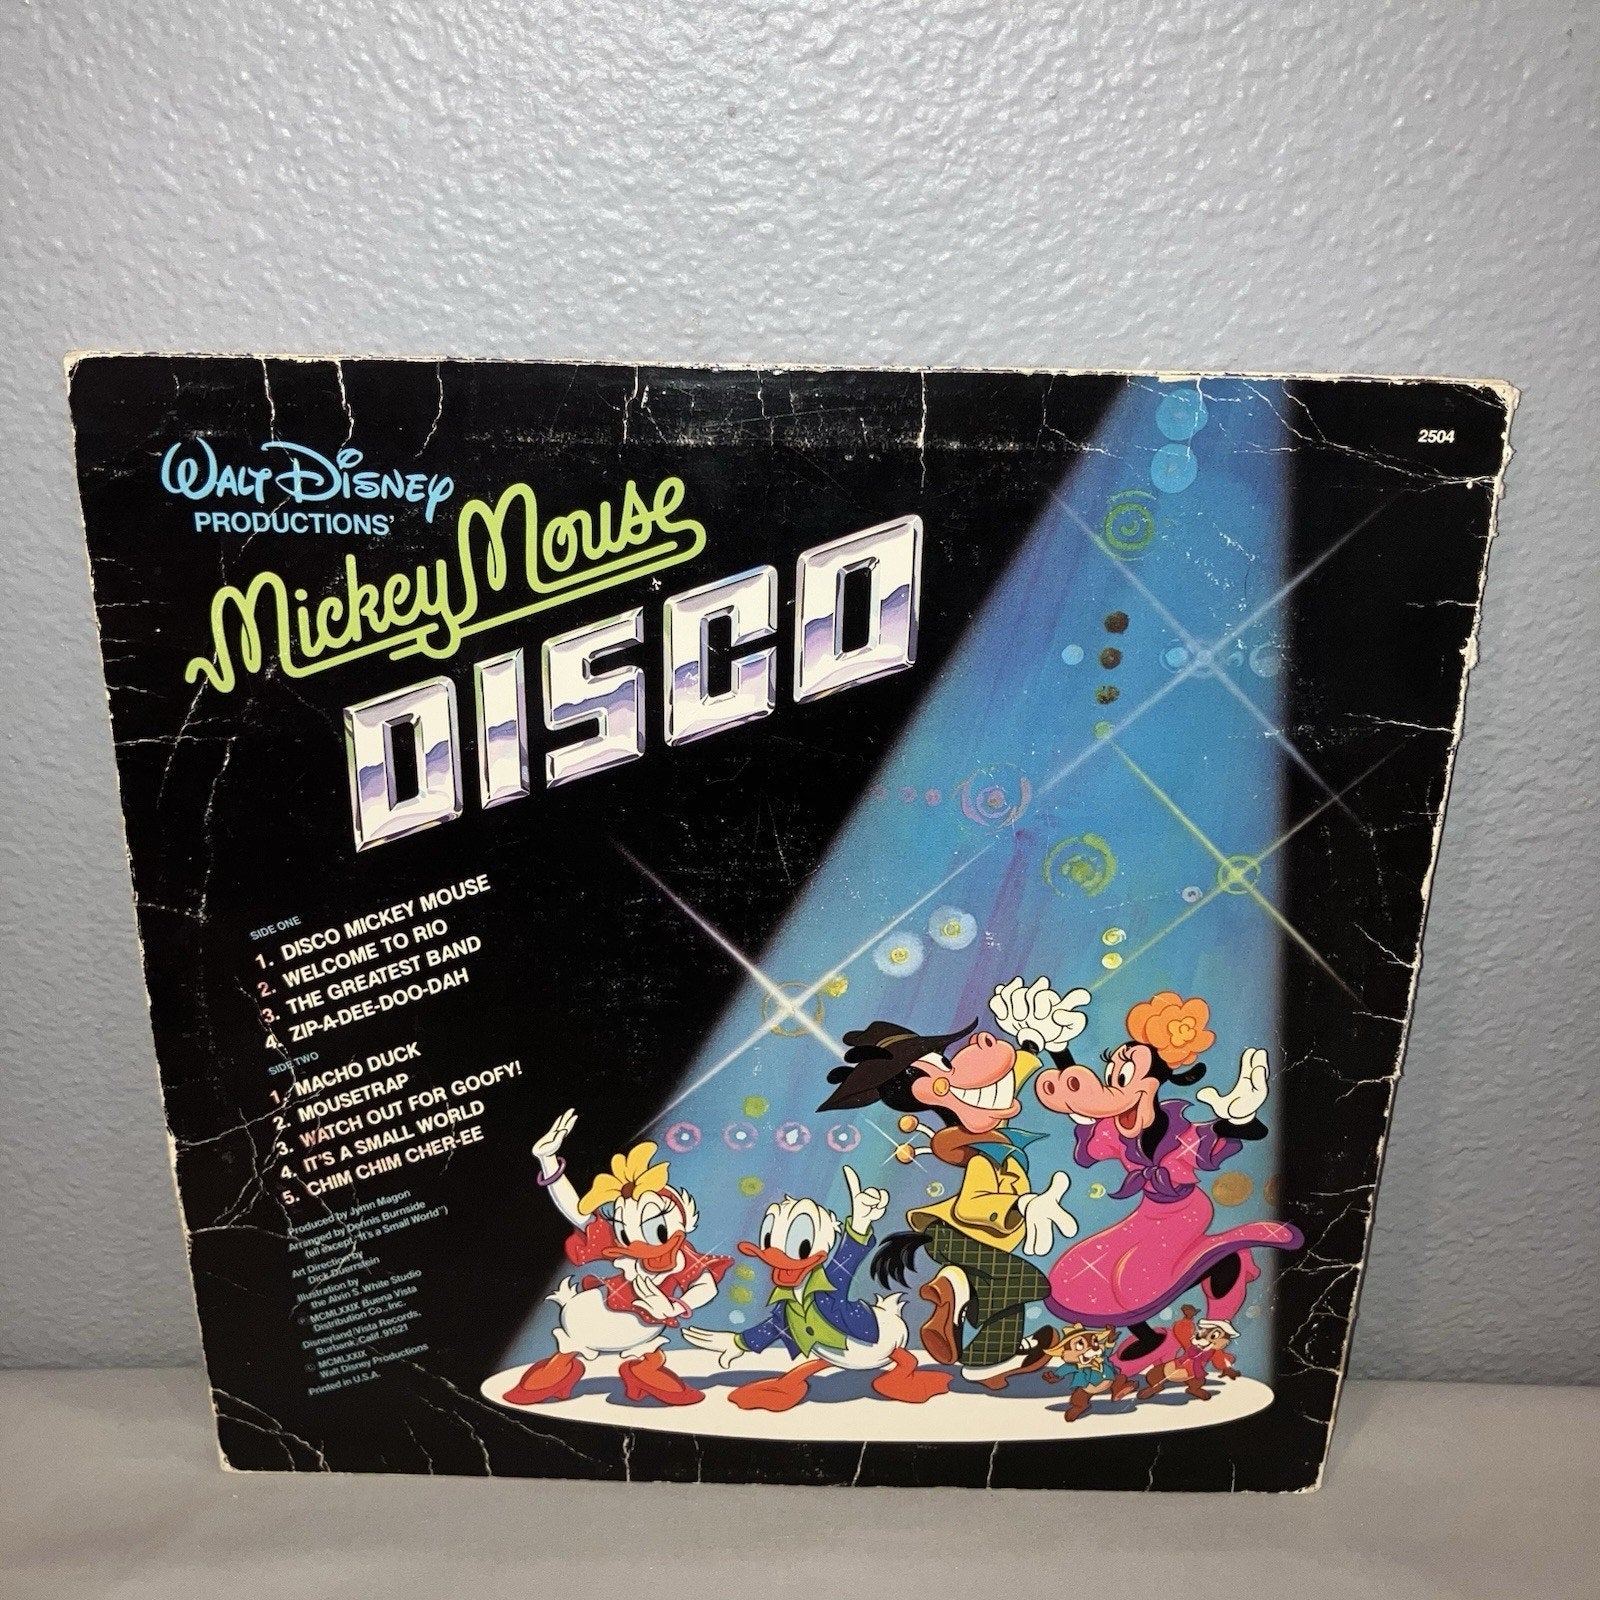 2504
WALT DISNEY
PRODUCTIONS'
Mickey Mouse
DISCO
SIDE ONE
1. DISCO MICKEY MOUSE
2. WELCOME TO RIO
3. THE GREATEST BAND
4. ZIP-A-DEE-DOO-DAH
SIDE TWO
1. MACHO DUCK
2. MOUSETRAP
3. WATCH OUT FOR GOOFY!
4. IT'S A SMALL WORLD
5. CHIM CHIM CHER-EE
Produced by Jymn Magon
Arranged by Dennis Burnside
(all except "It's a Small World")
Art Direction by
Dick Duerrstein
Illustration by
the Alvin S. White Studio
℗ MCMLXXIX Buena Vista
Distribution Co., Inc.
Disneyland/Vista Records,
Burbank, Calif. 91521
© MCMLXXIX
Walt Disney Productions
Printed in U.S.A.